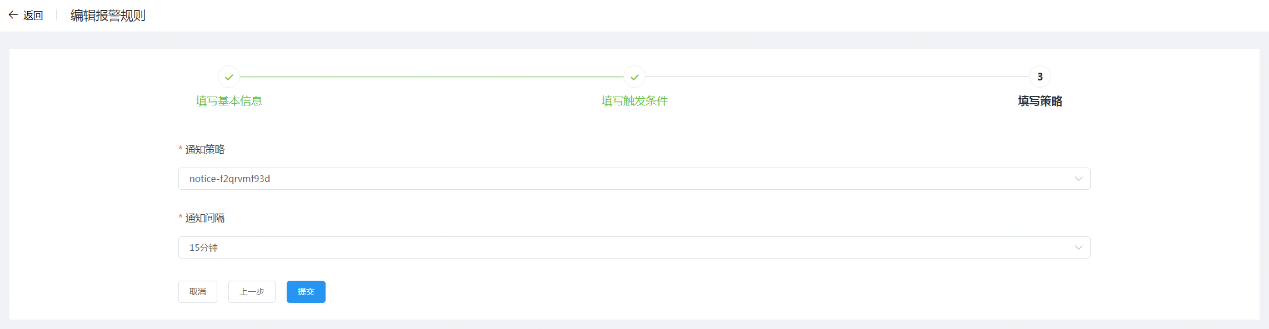 返回 编辑报警规则
3
填写基本信息 填写触发条件 填写策略
* 通知策略
notice-f2qrvmf93d
* 通知间隔
15分钟
取消 上一步 提交